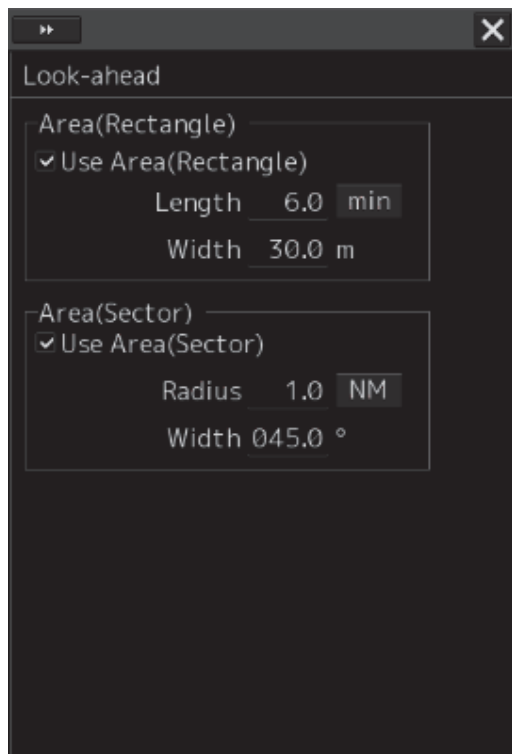 Look-ahead
Area(Rectangle)
Use Area(Rectangle)
Length 6.0 min
Width 30.0 m
Area(Sector)
Use Area(Sector)
Radius 1.0 NM
Width 045.0 °